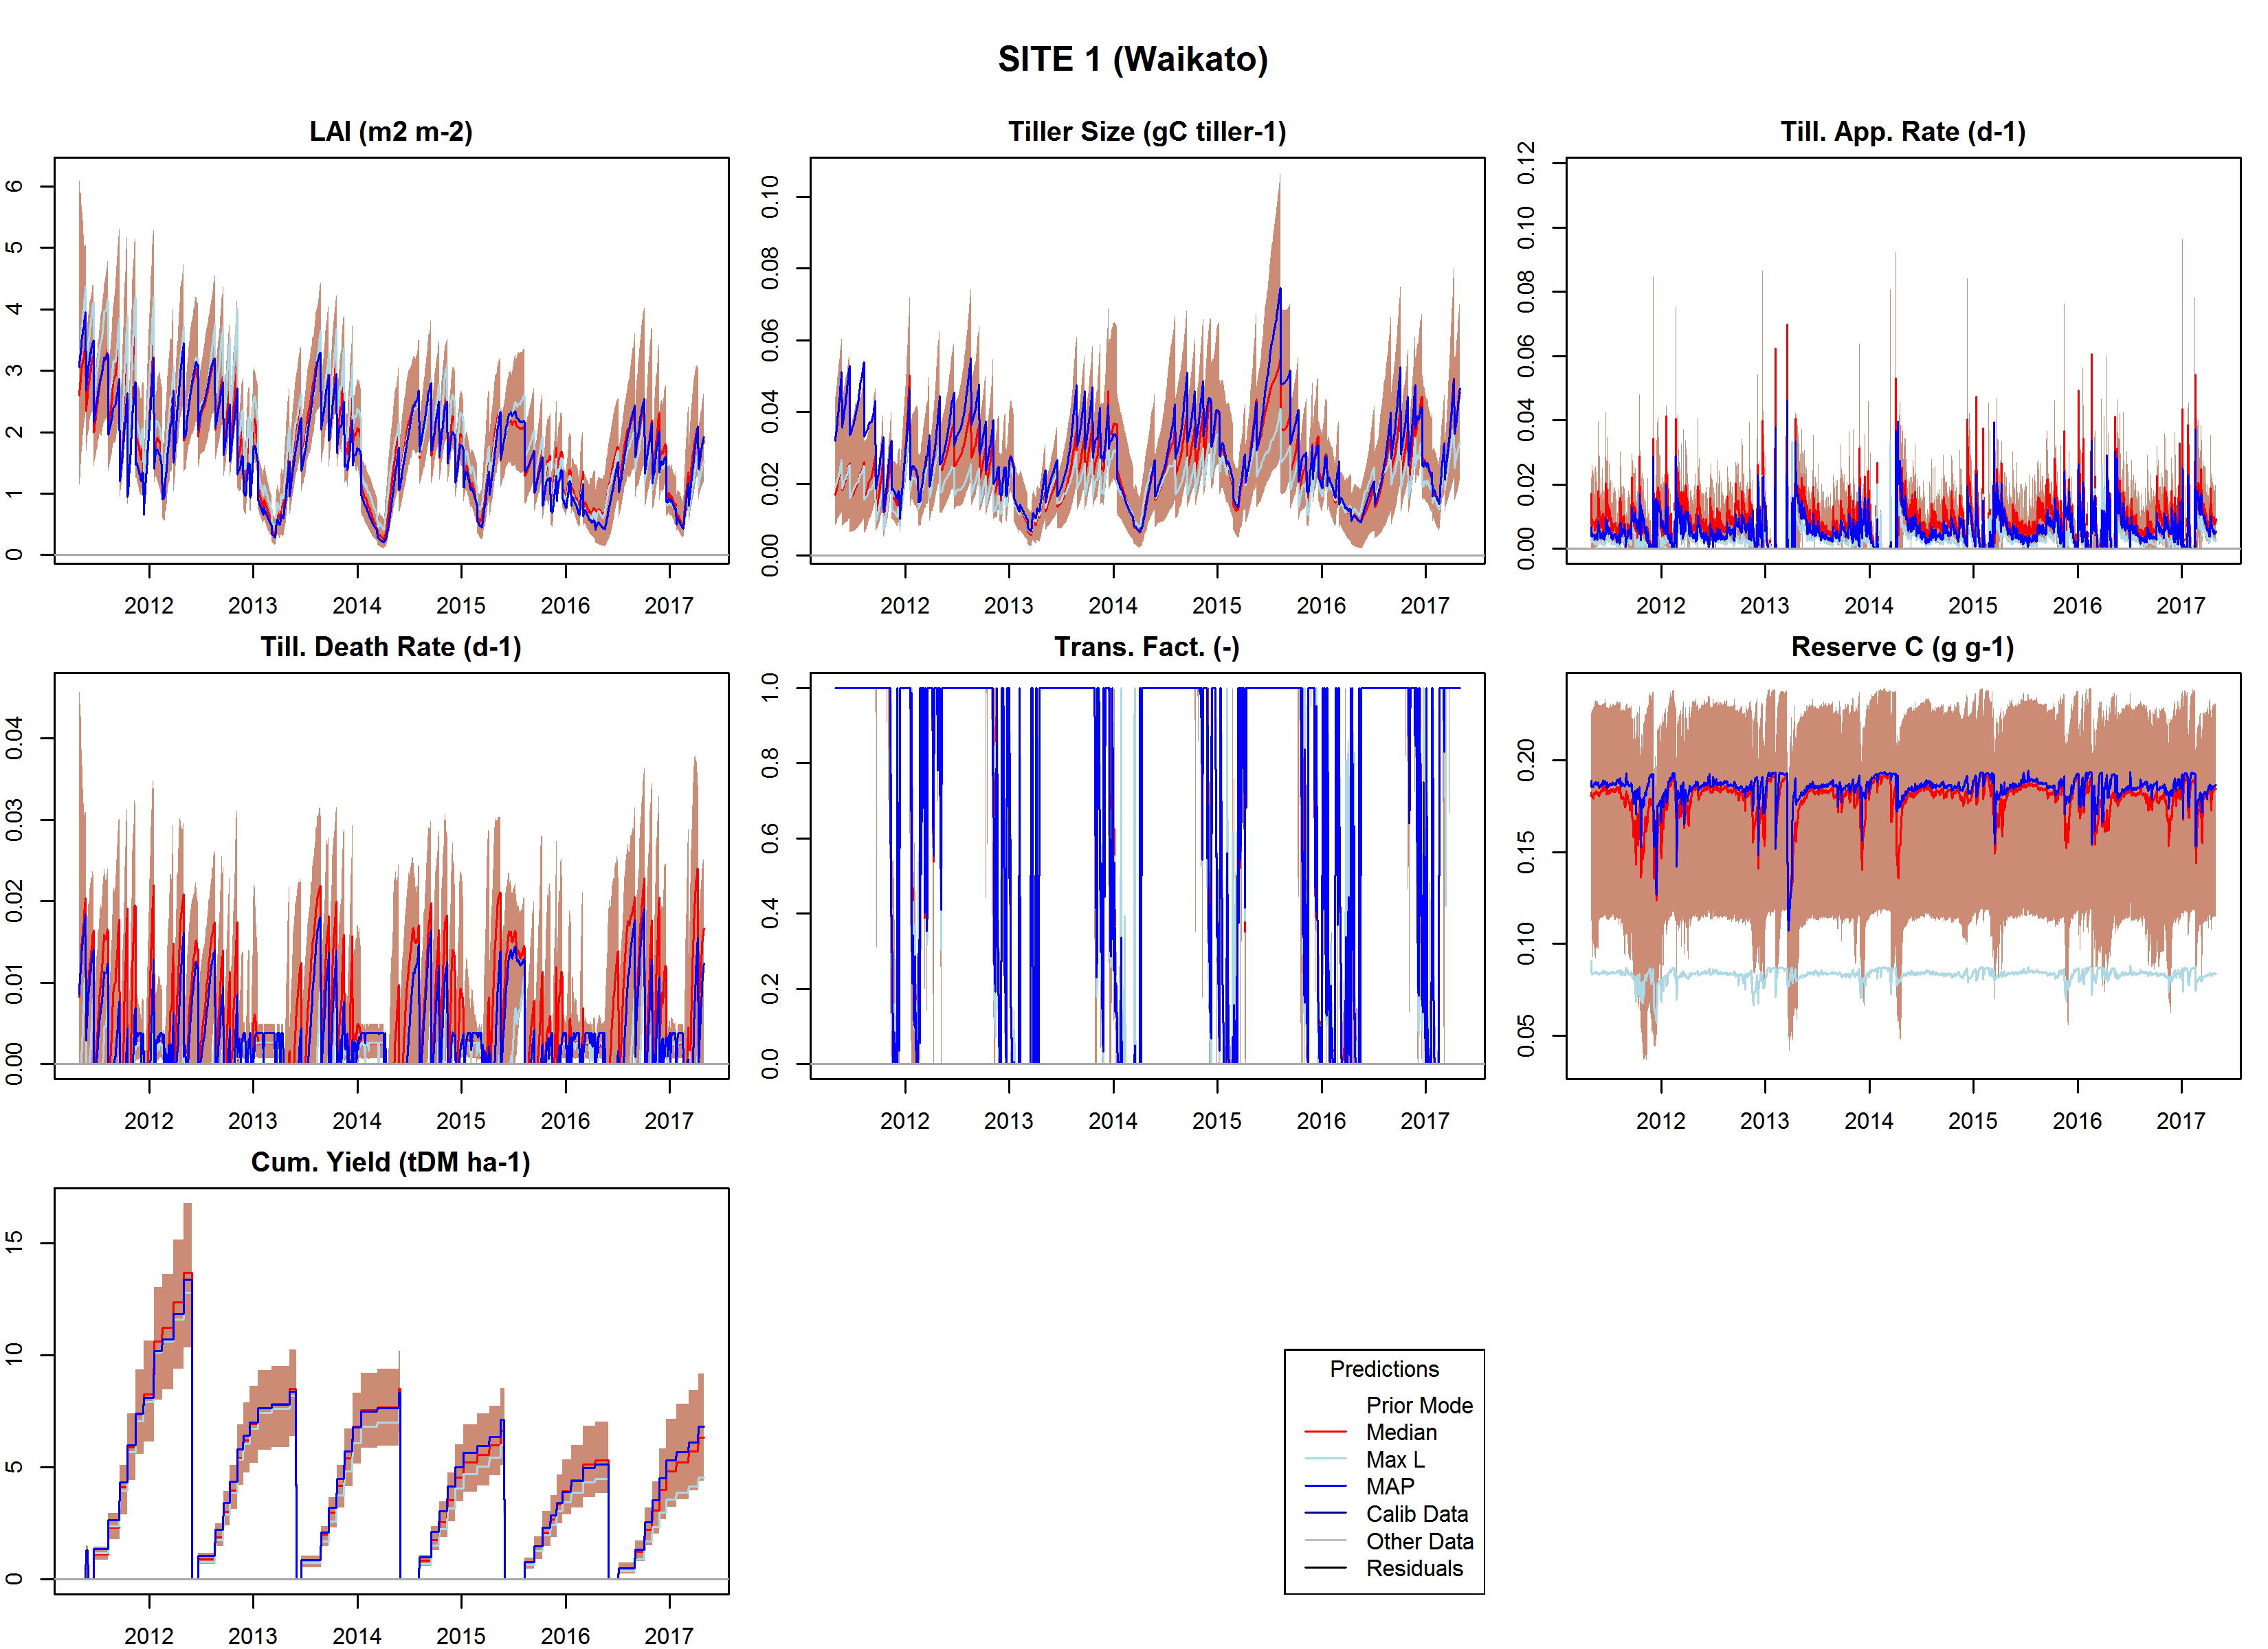 SITE 1 (Waikato)
LAI (m2 m-2)
0 1 2 3 4 5 6
2012 2013 2014 2015 2016 2017
Tiller Size (gC tiller-1)
0.00 0.02 0.04 0.06 0.08 0.10
2012 2013 2014 2015 2016 2017
Till. App. Rate (d-1)
0.00 0.02 0.04 0.06 0.08 0.10 0.12
2012 2013 2014 2015 2016 2017
Till. Death Rate (d-1)
0.00 0.01 0.02 0.03 0.04
2012 2013 2014 2015 2016 2017
Trans. Fact. (-)
0.0 0.2 0.4 0.6 0.8 1.0
2012 2013 2014 2015 2016 2017
Reserve C (g g-1)
0.05 0.10 0.15 0.20
2012 2013 2014 2015 2016 2017
Cum. Yield (tDM ha-1)
0 5 10 15
2012 2013 2014 2015 2016 2017
Predictions
Prior Mode
Median
Max L
MAP
Calib Data
Other Data
Residuals